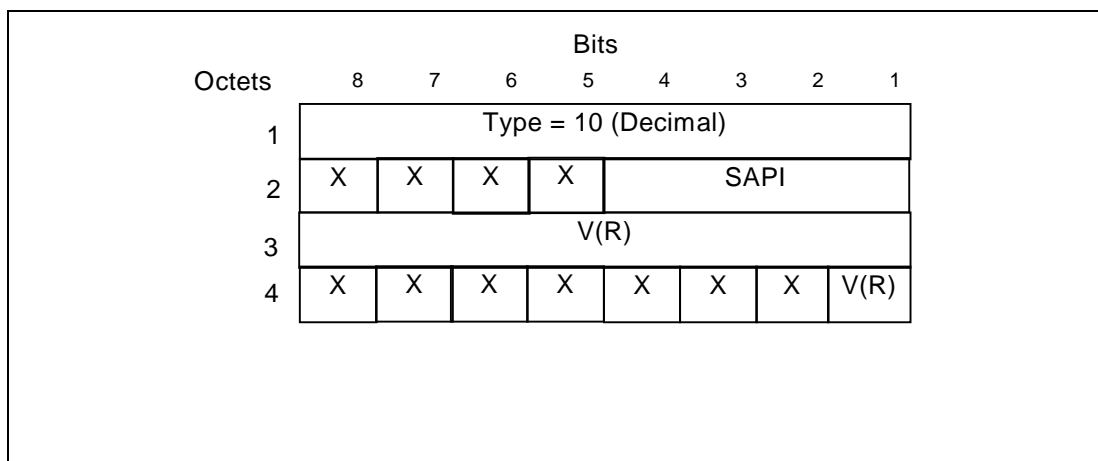 Bits
Octets 8 7 6 5 4 3 2 1
1 Type = 10 (Decimal)
2 X X X X SAPI
3 V(R)
4 X X X X X X X V(R)